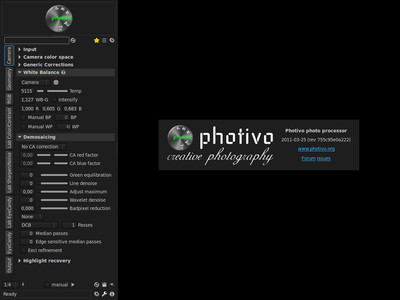 photivo
Input
Camera color space
Generic Corrections
White Balance
Camera
5115 Temp
1,127 WB-G Intensify
1,000 R 0,605 G 0,683 B
Manual BP 0 BP
Manual WP 0 WP
Demosaicing
No CA correction
0,00 CA red factor
0,00 CA blue factor
0 Green equilibration
0 Line denoise
0,00 Adjust maximum
0 Wavelet denoise
0,000 Badpixel reduction
None
DCB 1 Passes
0 Median passes
0 Edge sensitive median passes
Eeci refinement
Highlight recovery
1:4 manual
Ready
Camera
Geometry
RGB
Lab Color/Contrast
Lab Sharpen/Noise
Lab EyeCandy
EyeCandy
Output
photivo
creative photography
Photivo photo processor
2011-03-25 (rev 755c95e0a222)
www.photivo.org
Forum Issues